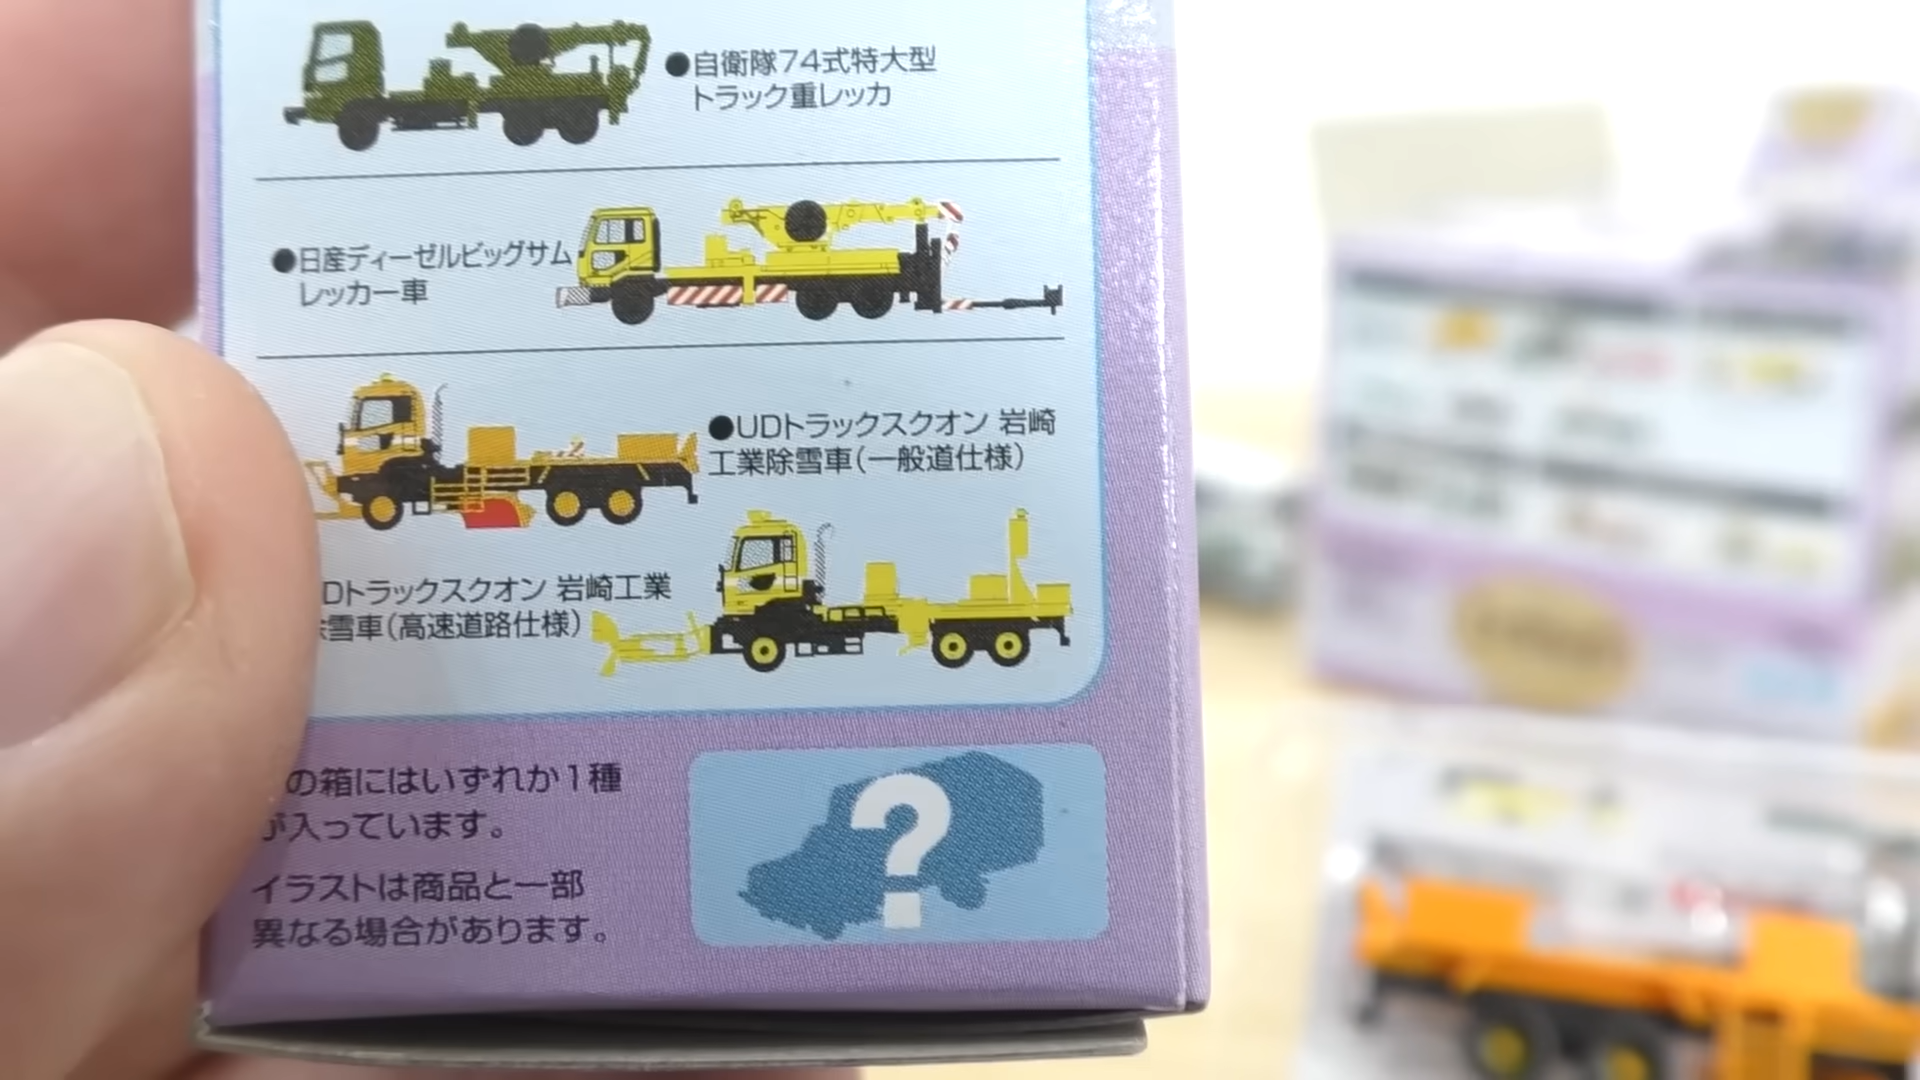 ●自衛隊74式特大型
トラック重レッカ
●日産ディーゼルビッグサム
レッカー車
●UDトラックスクオン 岩崎
工業除雪車(一般道仕様)
Dトラックスクオン 岩崎工業
雪車(高速道路仕様)
の箱にはいずれか1種
が入っています。
イラストは商品と一部
異なる場合があります。
?